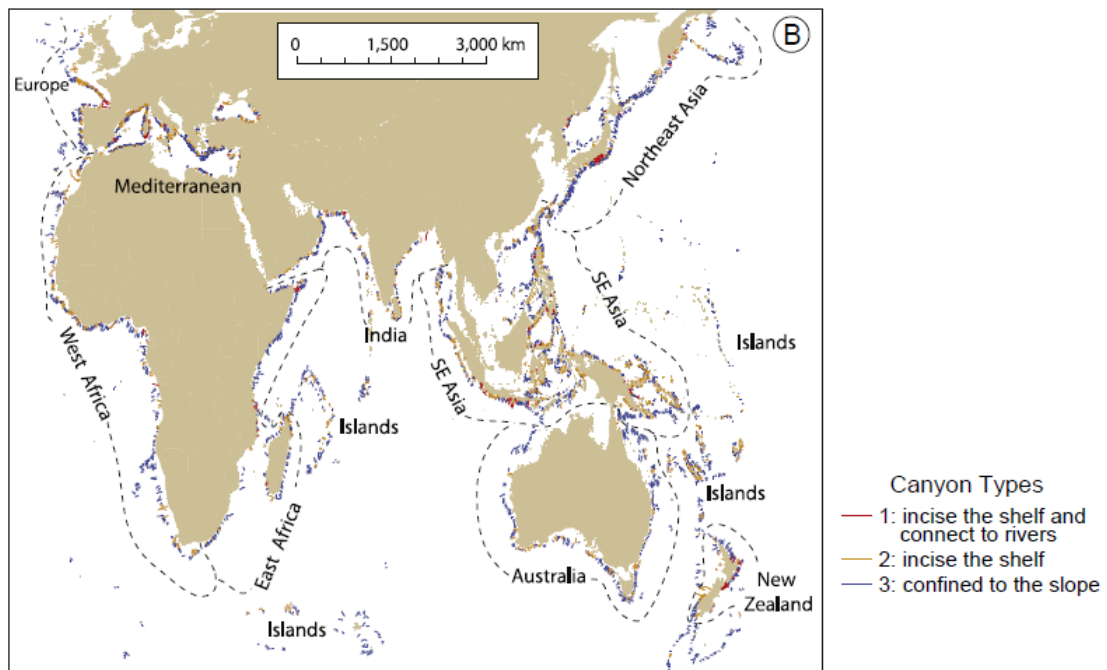 B
0 1,500 3,000 km
Europe
Northeast Asia
Mediterranean
SE Asia
West Africa
India
Islands
SE Asia
Islands
Islands
East Africa
Australia
New
Zealand
Islands
Canyon Types
1: incise the shelf and
connect to rivers
2: incise the shelf
3: confined to the slope